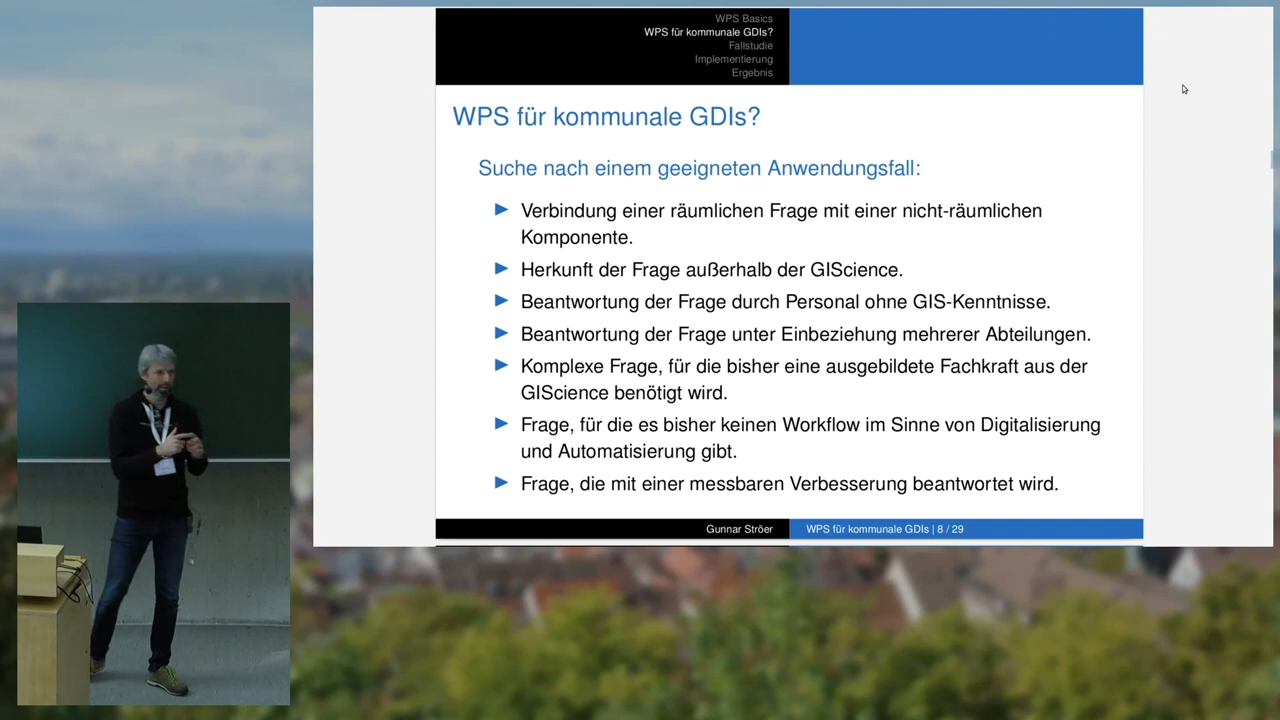 WPS Basics
WPS für kommunale GDIs?
Fallstudie
Implementierung
Ergebnis
WPS für kommunale GDIs?
Suche nach einem geeigneten Anwendungsfall:
Verbindung einer räumlichen Frage mit einer nicht-räumlichen
Komponente.
Herkunft der Frage außerhalb der GIScience.
Beantwortung der Frage durch Personal ohne GIS-Kenntnisse.
Beantwortung der Frage unter Einbeziehung mehrerer Abteilungen.
Komplexe Frage, für die bisher eine ausgebildete Fachkraft aus der
GIScience benötigt wird.
Frage, für die es bisher keinen Workflow im Sinne von Digitalisierung
und Automatisierung gibt.
Frage, die mit einer messbaren Verbesserung beantwortet wird.
Gunnar Ströer
WPS für kommunale GDIs | 8 / 29